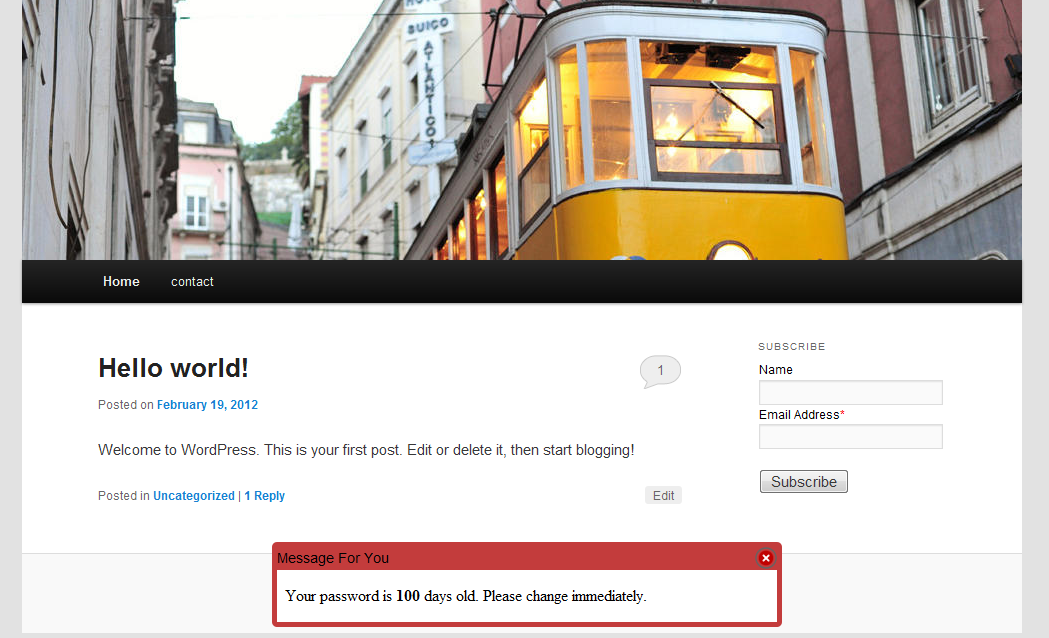 SUIÇO
ATLANTICO
Home contact
Hello world!
1
Posted on February 19, 2012
Welcome to WordPress. This is your first post. Edit or delete it, then start blogging!
Posted in Uncategorized | 1 Reply
Edit
SUBSCRIBE
Name
Email Address*
Subscribe
Message For You
Your password is 100 days old. Please change immediately.